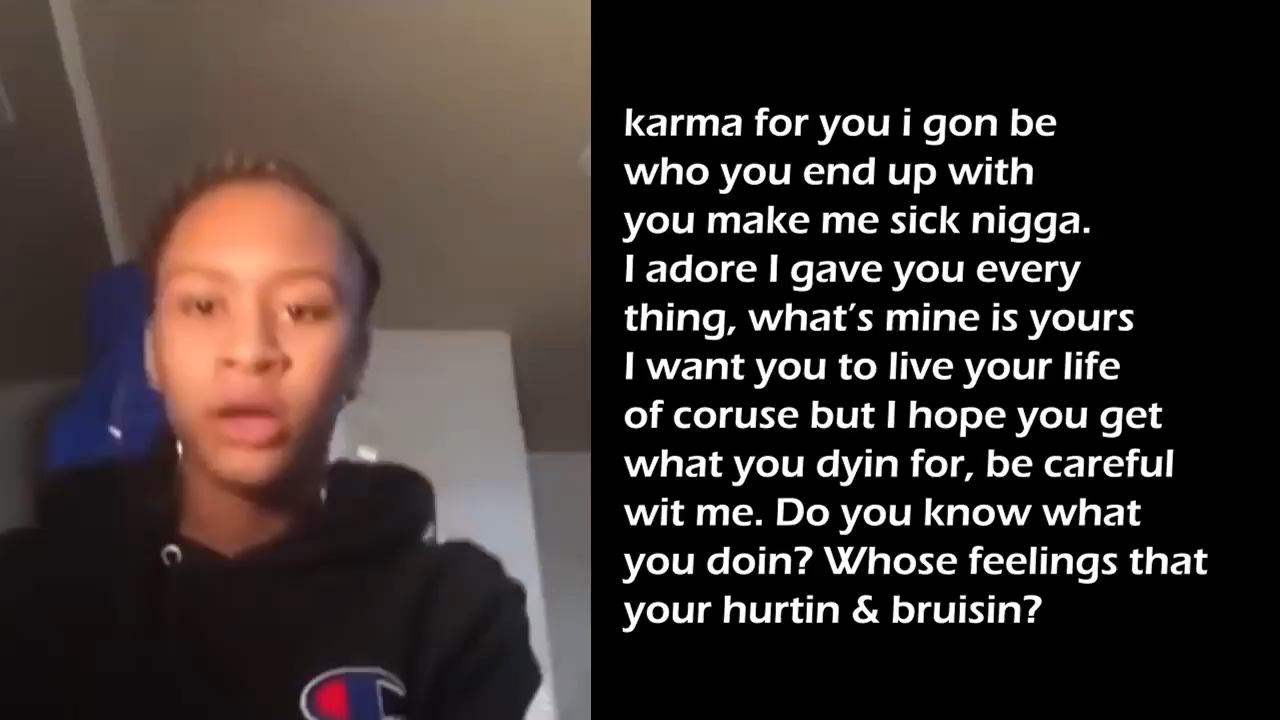 karma for you i gon be
who you end up with
you make me sick nigga.
I adore I gave you every
thing, what's mine is yours
I want you to live your life
of coruse but I hope you get
what you dyin for, be careful
wit me. Do you know what
you doin? Whose feelings that
your hurtin & bruisin?